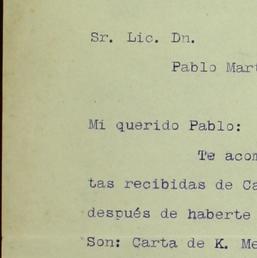 Sr. Lic. Dn.
Pablo Mart
Mi querido Pablo:
Te acom
tas recibidas de Ca
después de haberte
Son: Carta de K. Me